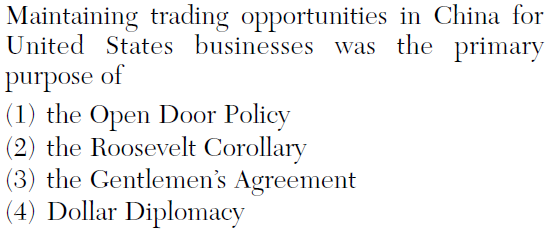 Maintaining trading opportunities in China for
United States businesses was the primary
purpose of
(1) the Open Door Policy
(2) the Roosevelt Corollary
(3) the Gentlemen's Agreement
(4) Dollar Diplomacy